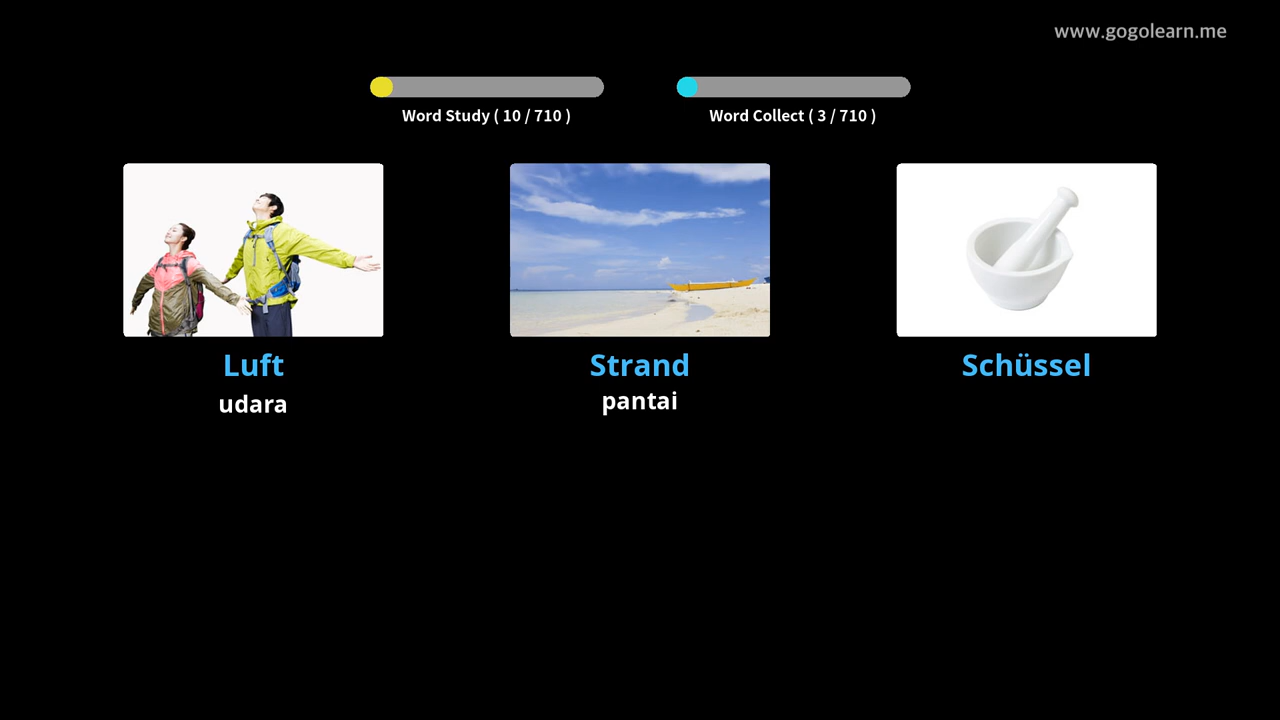 www.gogolearn.me
Word Study ( 10 / 710 )
Word Collect ( 3 / 710 )
Luft
udara
Strand
pantai
Schüssel